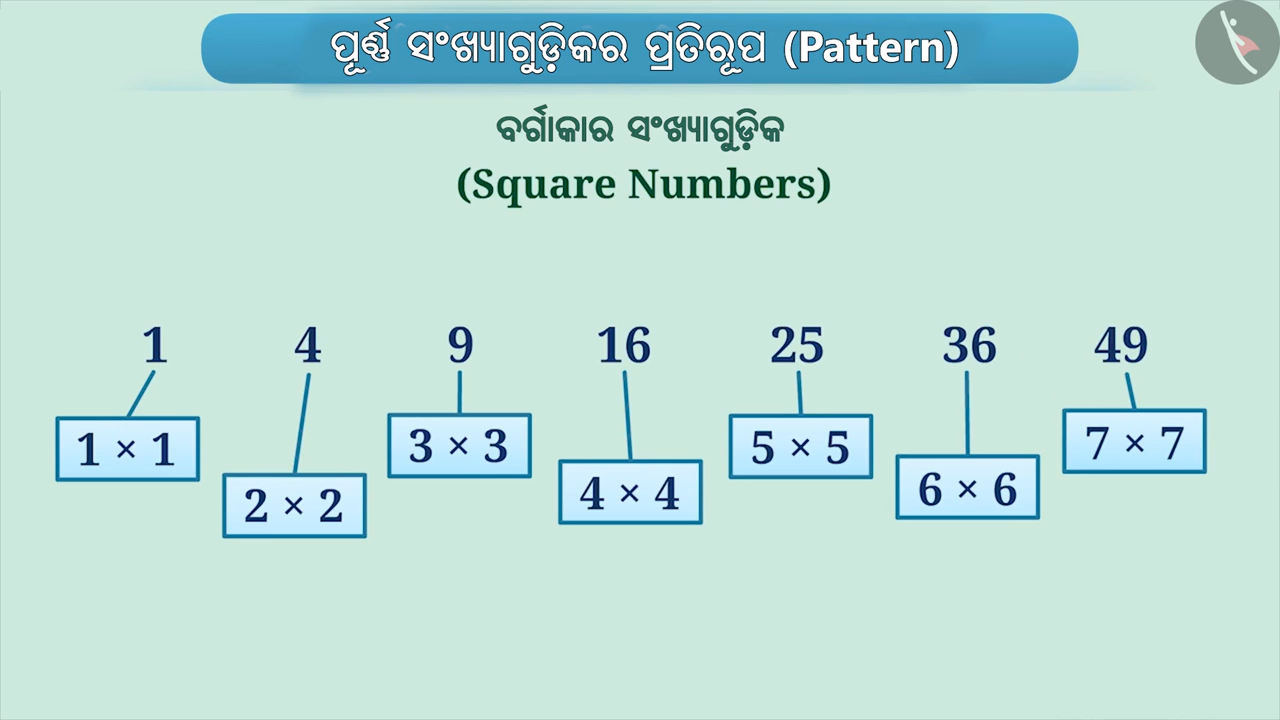 ପୂର୍ଣ୍ଣ ସଂଖ୍ୟାଗୁଡ଼ିକର ପ୍ରତିରୂପ (Pattern)
ବର୍ଗାକାର ସଂଖ୍ୟାଗୁଡ଼ିକ
(Square Numbers)
1 4 9 16 25 36 49
1 × 1 2 × 2 3 × 3 4 × 4 5 × 5 6 × 6 7 × 7